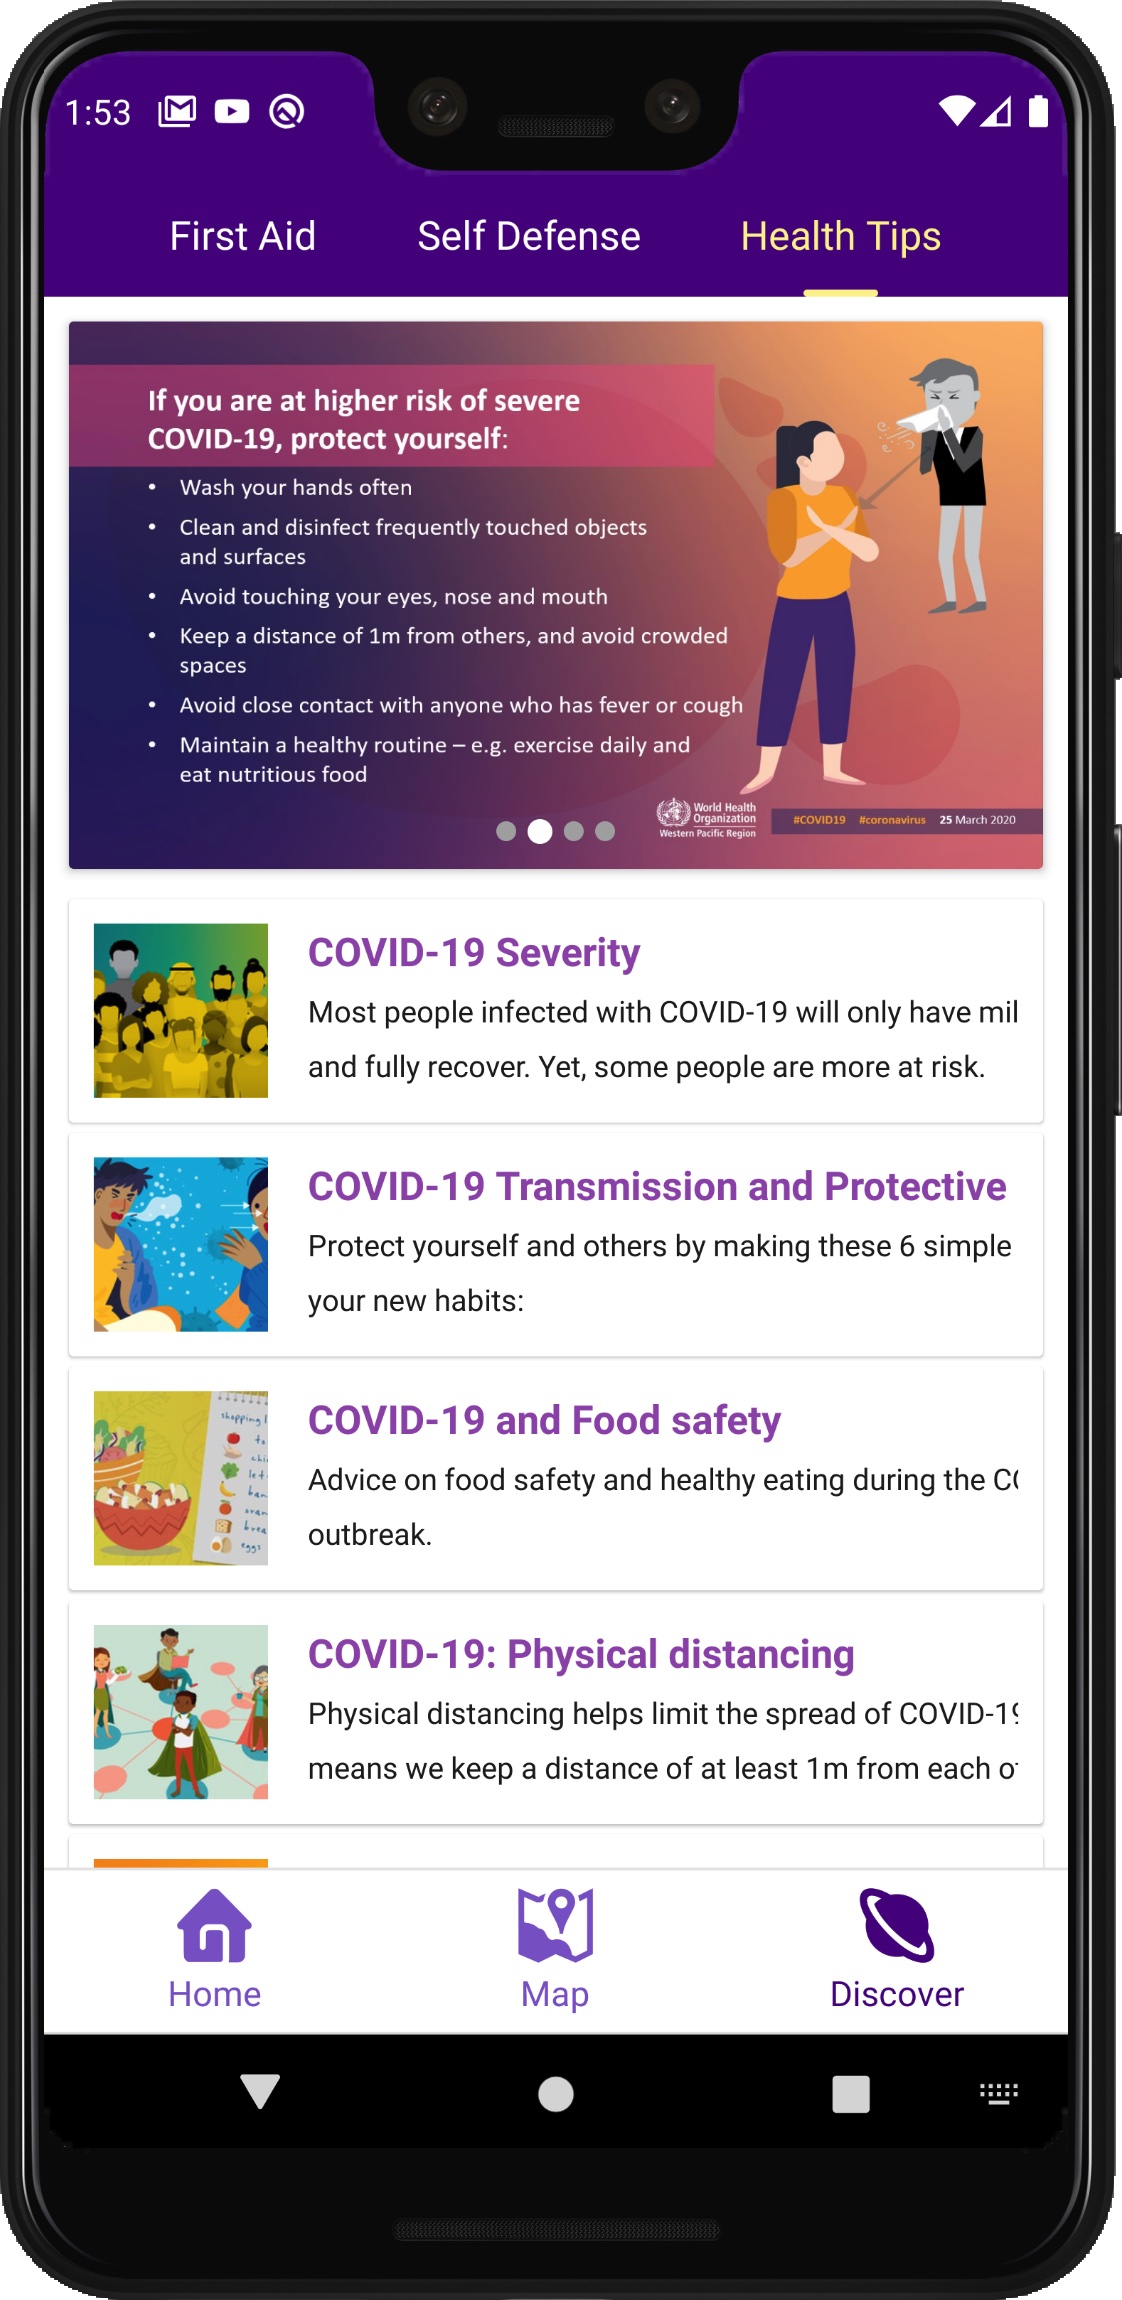 1:53
First Aid
Self Defense
Health Tips
If you are at higher risk of severe
COVID-19, protect yourself:
• Wash your hands often
• Clean and disinfect frequently touched objects
and surfaces
• Avoid touching your eyes, nose and mouth
• Keep a distance of 1m from others, and avoid crowded
spaces
• Avoid close contact with anyone who has fever or cough
• Maintain a healthy routine – e.g. exercise daily and
eat nutritious food
World Health
Organization
Western Pacific Region
#COVID19 #coronavirus 25 March 2020
COVID-19 Severity
Most people infected with COVID-19 will only have mil
and fully recover. Yet, some people are more at risk.
COVID-19 Transmission and Protective
Protect yourself and others by making these 6 simple
your new habits:
shopping l
to
chi
let
ban
oran
brea
eggs
COVID-19 and Food safety
Advice on food safety and healthy eating during the CO
outbreak.
COVID-19: Physical distancing
Physical distancing helps limit the spread of COVID-19
means we keep a distance of at least 1m from each ot
Home
Map
Discover